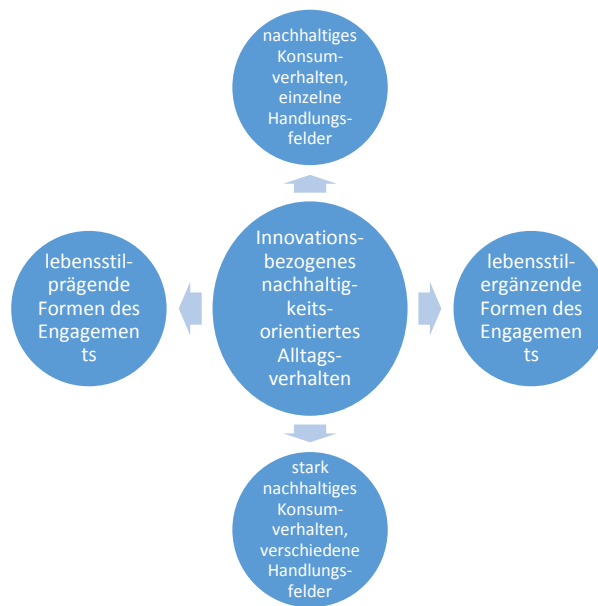 nachhaltiges
Konsum-
verhalten,
einzelne
Handlungs-
felder
Innovations-
bezogenes
nachhaltig-
keits-
orientiertes
Alltags-
verhalten
lebensstil-
prägende
Formen des
Engagemen
ts
lebensstil-
ergänzende
Formen des
Engagemen
ts
stark
nachhaltiges
Konsum-
verhalten,
verschiedene
Handlungs-
felder